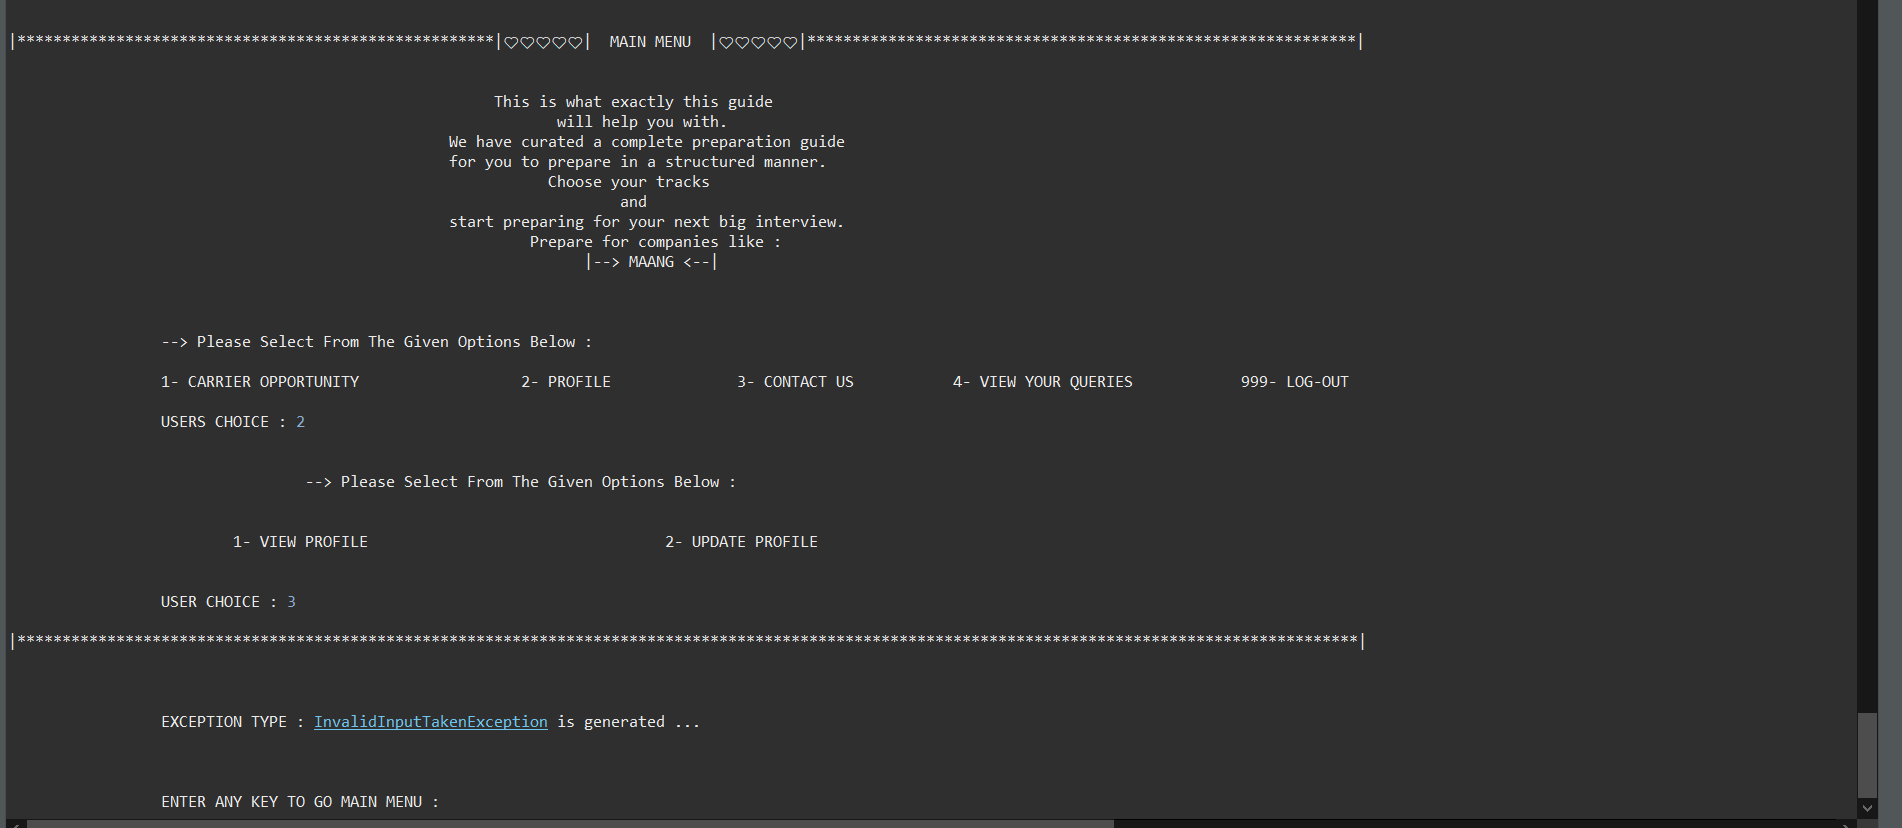 |*****************************************************|♡♡♡♡♡|  MAIN MENU  |♡♡♡♡♡|*************************************************************|
This is what exactly this guide
will help you with.
We have curated a complete preparation guide
for you to prepare in a structured manner.
Choose your tracks
and
start preparing for your next big interview.
Prepare for companies like :
|--> MAANG <--|
--> Please Select From The Given Options Below :
1- CARRIER OPPORTUNITY 2- PROFILE 3- CONTACT US 4- VIEW YOUR QUERIES 999- LOG-OUT
USERS CHOICE : 2
--> Please Select From The Given Options Below :
1- VIEW PROFILE 2- UPDATE PROFILE
USER CHOICE : 3
|*****************************************************************************************************************************************************|
EXCEPTION TYPE : InvalidInputTakenException is generated ...
ENTER ANY KEY TO GO MAIN MENU :